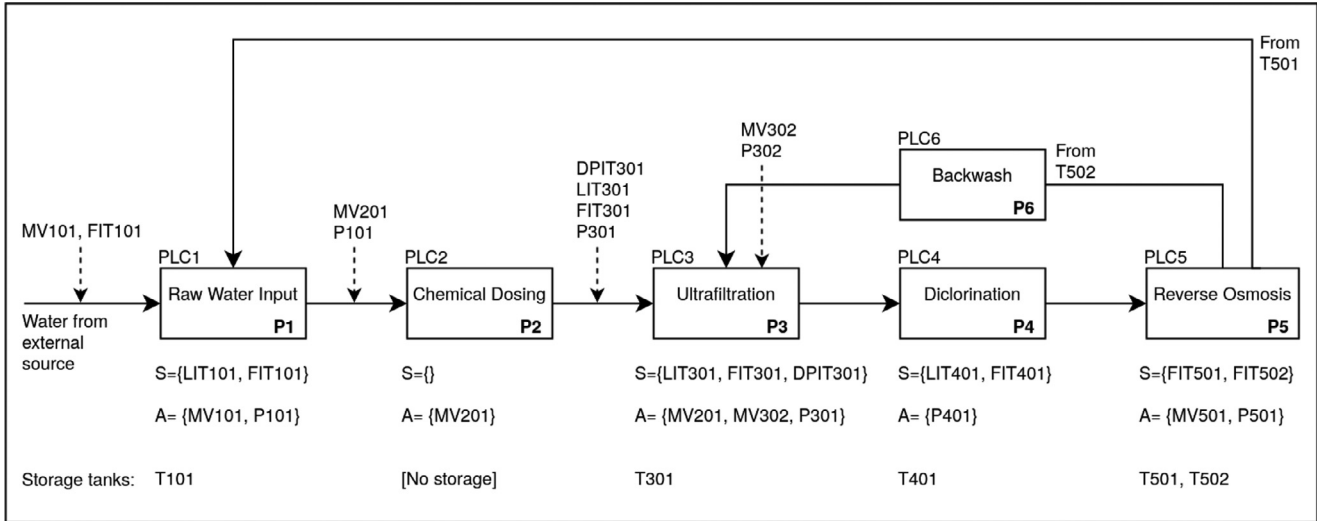 From
T501
MV302
P302
PLC6
Backwash
P6
From
T502
DPIT301
LIT301
FIT301
P301
MV201
P101
MV101, FIT101
PLC1
Raw Water Input
P1
PLC2
Chemical Dosing
P2
PLC3
Ultrafiltration
P3
PLC4
Diclorination
P4
PLC5
Reverse Osmosis
P5
Water from
external
source
S={LIT101, FIT101}
S={}
S={LIT301, FIT301, DPIT301}
S={LIT401, FIT401}
S={FIT501, FIT502}
A= {MV101, P101}
A= {MV201}
A= {MV201, MV302, P301}
A= {P401}
A= {MV501, P501}
Storage tanks:
T101
[No storage]
T301
T401
T501, T502